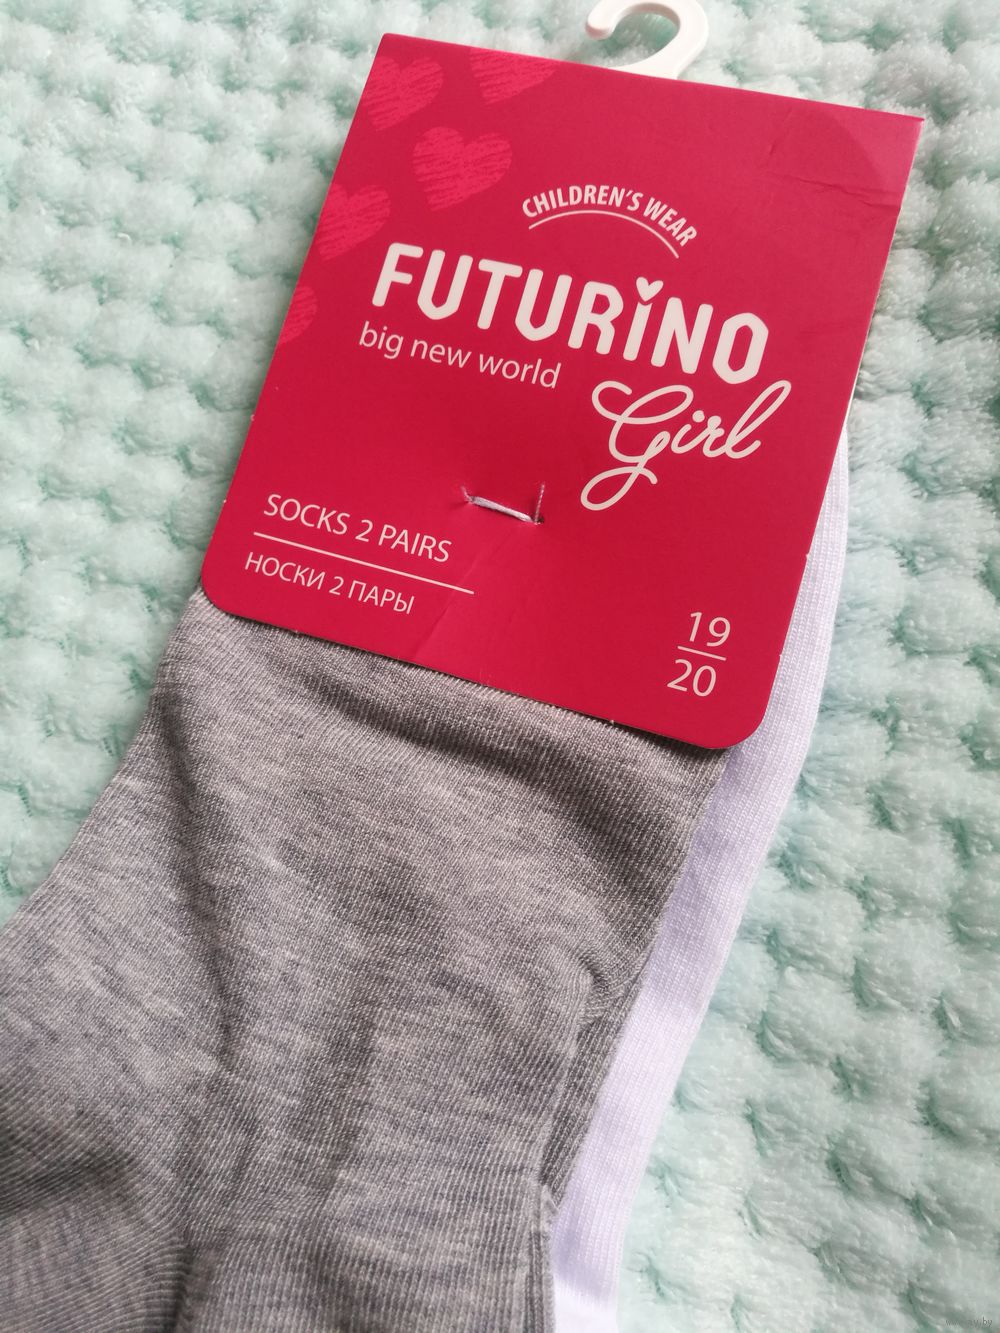 CHILDREN'S WEAR
FUTURINO
big new world
Girl
SOCKS 2 PAIRS
НОСКИ 2 ПАРЫ
19
20